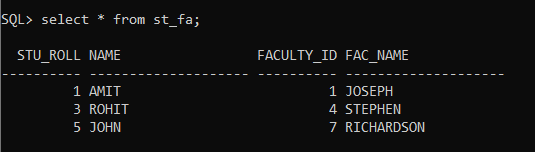 SQL> select * from st_fa;
STU_ROLL NAME FACULTY_ID FAC_NAME
---------- -------------------- ---------- --------------------
1 AMIT 1 JOSEPH
3 ROHIT 4 STEPHEN
5 JOHN 7 RICHARDSON